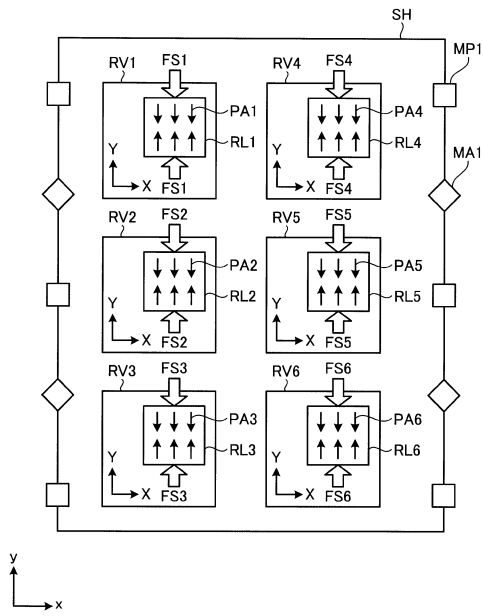 SH
RV1 FS1 RV4 FS4 MP1
PA1 PA4
Y RL1 Y RL4
MA1
X FS1 X FS4
RV2 FS2 RV5 FS5
PA2 PA5
Y RL2 Y RL5
X FS2 X FS5
RV3 FS3 RV6 FS6
PA3 PA6
Y RL3 Y RL6
X FS3 X FS6
y
x